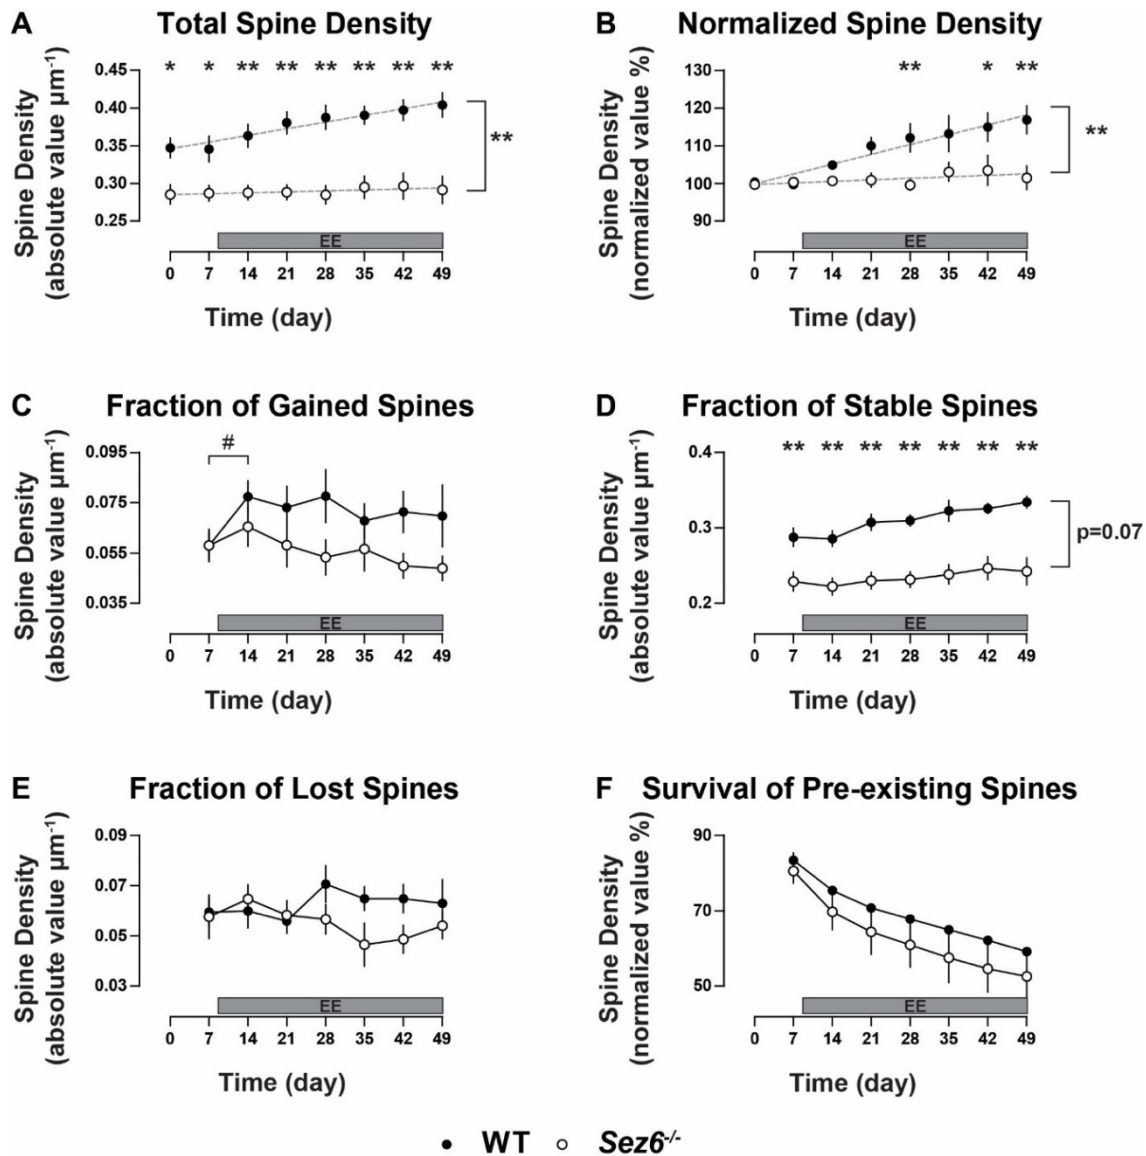 A Total Spine Density
Spine Density
(absolute value µm⁻¹)
* * ** ** ** ** ** **
0.45
0.40
0.35
0.30
0.25
**
EE
0 7 14 21 28 35 42 49
Time (day)
B Normalized Spine Density
Spine Density
(normalized value %)
** * **
130
120
110
100
90
**
EE
0 7 14 21 28 35 42 49
Time (day)
C Fraction of Gained Spines
Spine Density
(absolute value µm⁻¹)
#
0.095
0.075
0.055
0.035
EE
0 7 14 21 28 35 42 49
Time (day)
D Fraction of Stable Spines
Spine Density
(absolute value µm⁻¹)
** ** ** ** ** ** **
0.4
0.3
0.2
p=0.07
EE
0 7 14 21 28 35 42 49
Time (day)
E Fraction of Lost Spines
Spine Density
(absolute value µm⁻¹)
0.09
0.07
0.05
0.03
EE
0 7 14 21 28 35 42 49
Time (day)
F Survival of Pre-existing Spines
Spine Density
(normalized value %)
90
70
50
EE
0 7 14 21 28 35 42 49
Time (day)
● WT ○ Sez6⁻/⁻